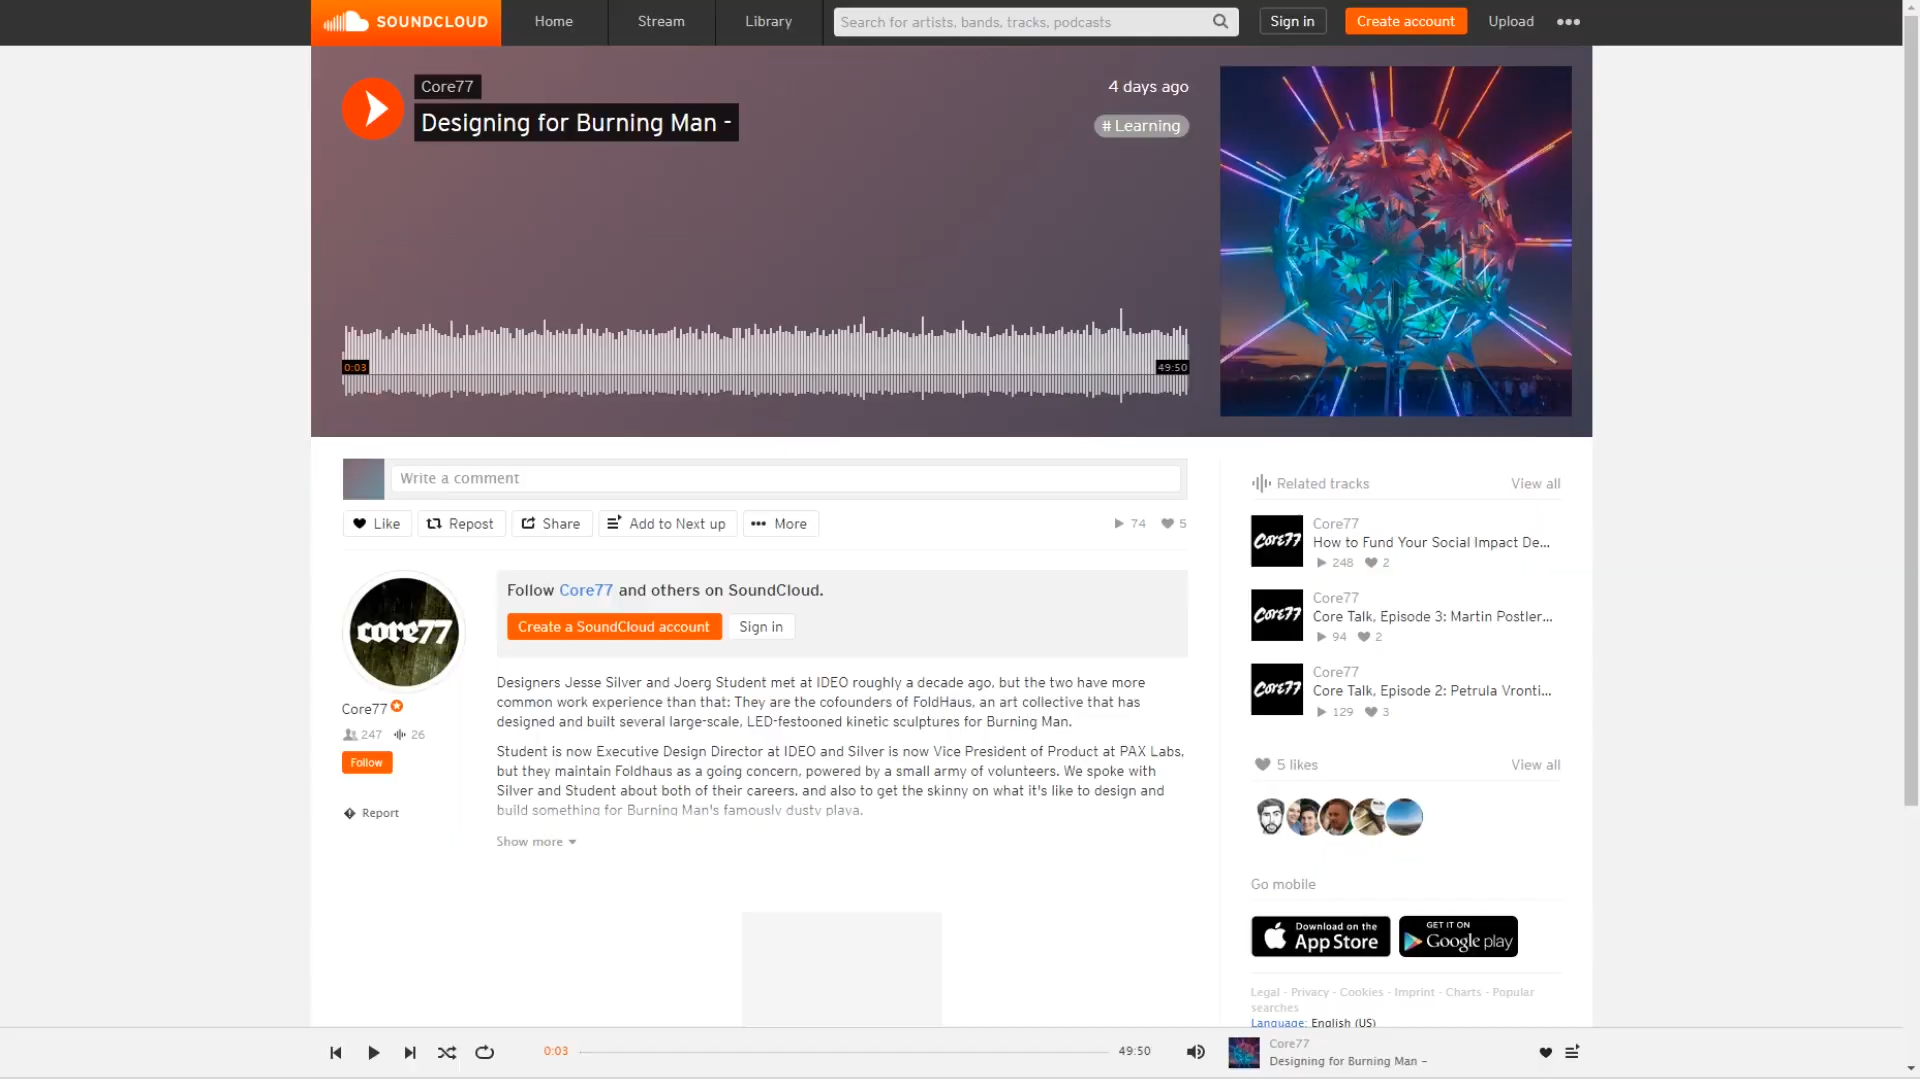 SOUNDCLOUD
Home
Stream
Library
Search for artists, bands, tracks, podcasts
Sign in
Create account
Upload
Core77
Designing for Burning Man -
4 days ago
# Learning
0:03
49:50
Write a comment
Like
Repost
Share
Add to Next up
More
74
5
core77
Core77
247
26
Follow
Report
Follow Core77 and others on SoundCloud.
Create a SoundCloud account
Sign in
Designers Jesse Silver and Joerg Student met at IDEO roughly a decade ago, but the two have more
common work experience than that: They are the cofounders of FoldHaus, an art collective that has
designed and built several large-scale, LED-festooned kinetic sculptures for Burning Man.
Student is now Executive Design Director at IDEO and Silver is now Vice President of Product at PAX Labs,
but they maintain Foldhaus as a going concern, powered by a small army of volunteers. We spoke with
Silver and Student about both of their careers, and also to get the skinny on what it's like to design and
build something for Burning Man's famously dusty playa.
Show more
Related tracks
View all
Core77
Core77
How to Fund Your Social Impact De...
248
2
Core77
Core77
Core Talk, Episode 3: Martin Postler...
94
2
Core77
Core77
Core Talk, Episode 2: Petrula Vronti...
129
3
5 likes
View all
Go mobile
Download on the
App Store
GET IT ON
Google play
Legal - Privacy - Cookies - Imprint - Charts - Popular
searches
Language: English (US)
0:03
49:50
Core77
Designing for Burning Man -